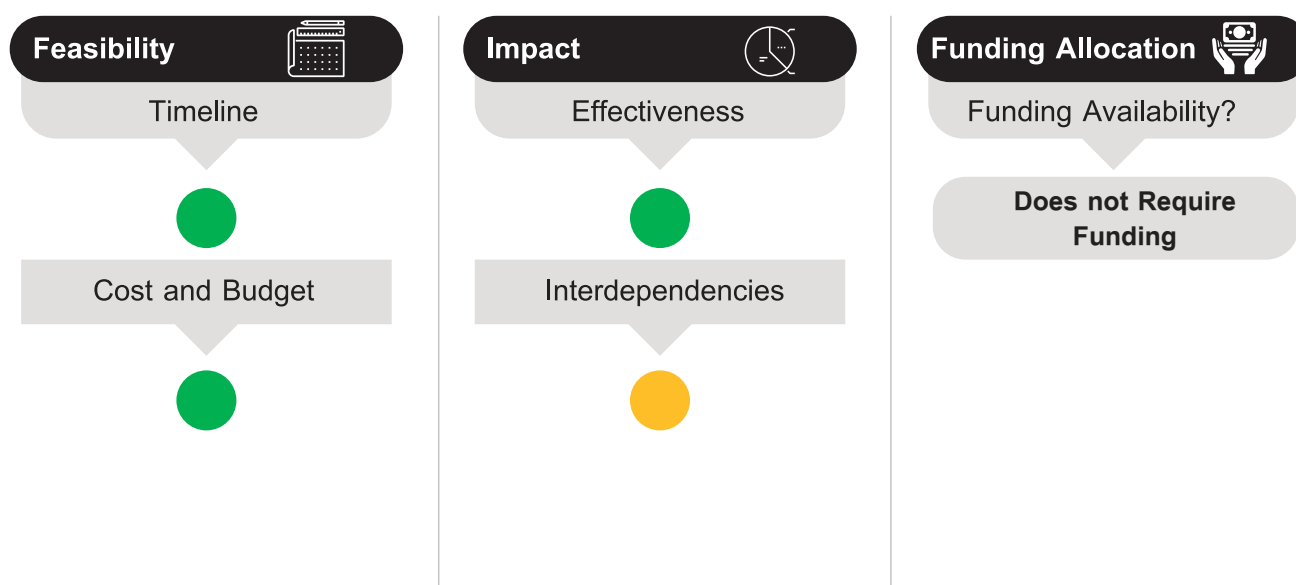 Feasibility
Timeline
Cost and Budget
Impact
Effectiveness
Interdependencies
Funding Allocation
Funding Availability?
Does not Require
Funding